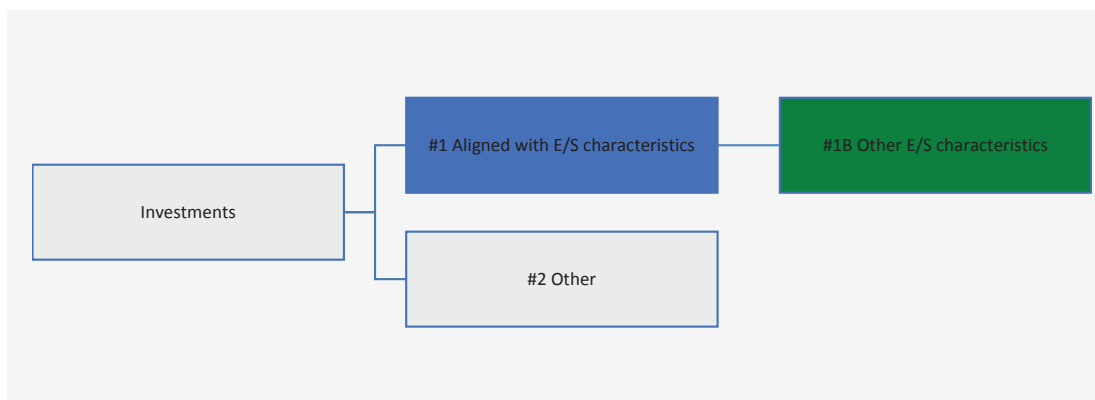 Investments
#1 Aligned with E/S characteristics
#1B Other E/S characteristics
#2 Other